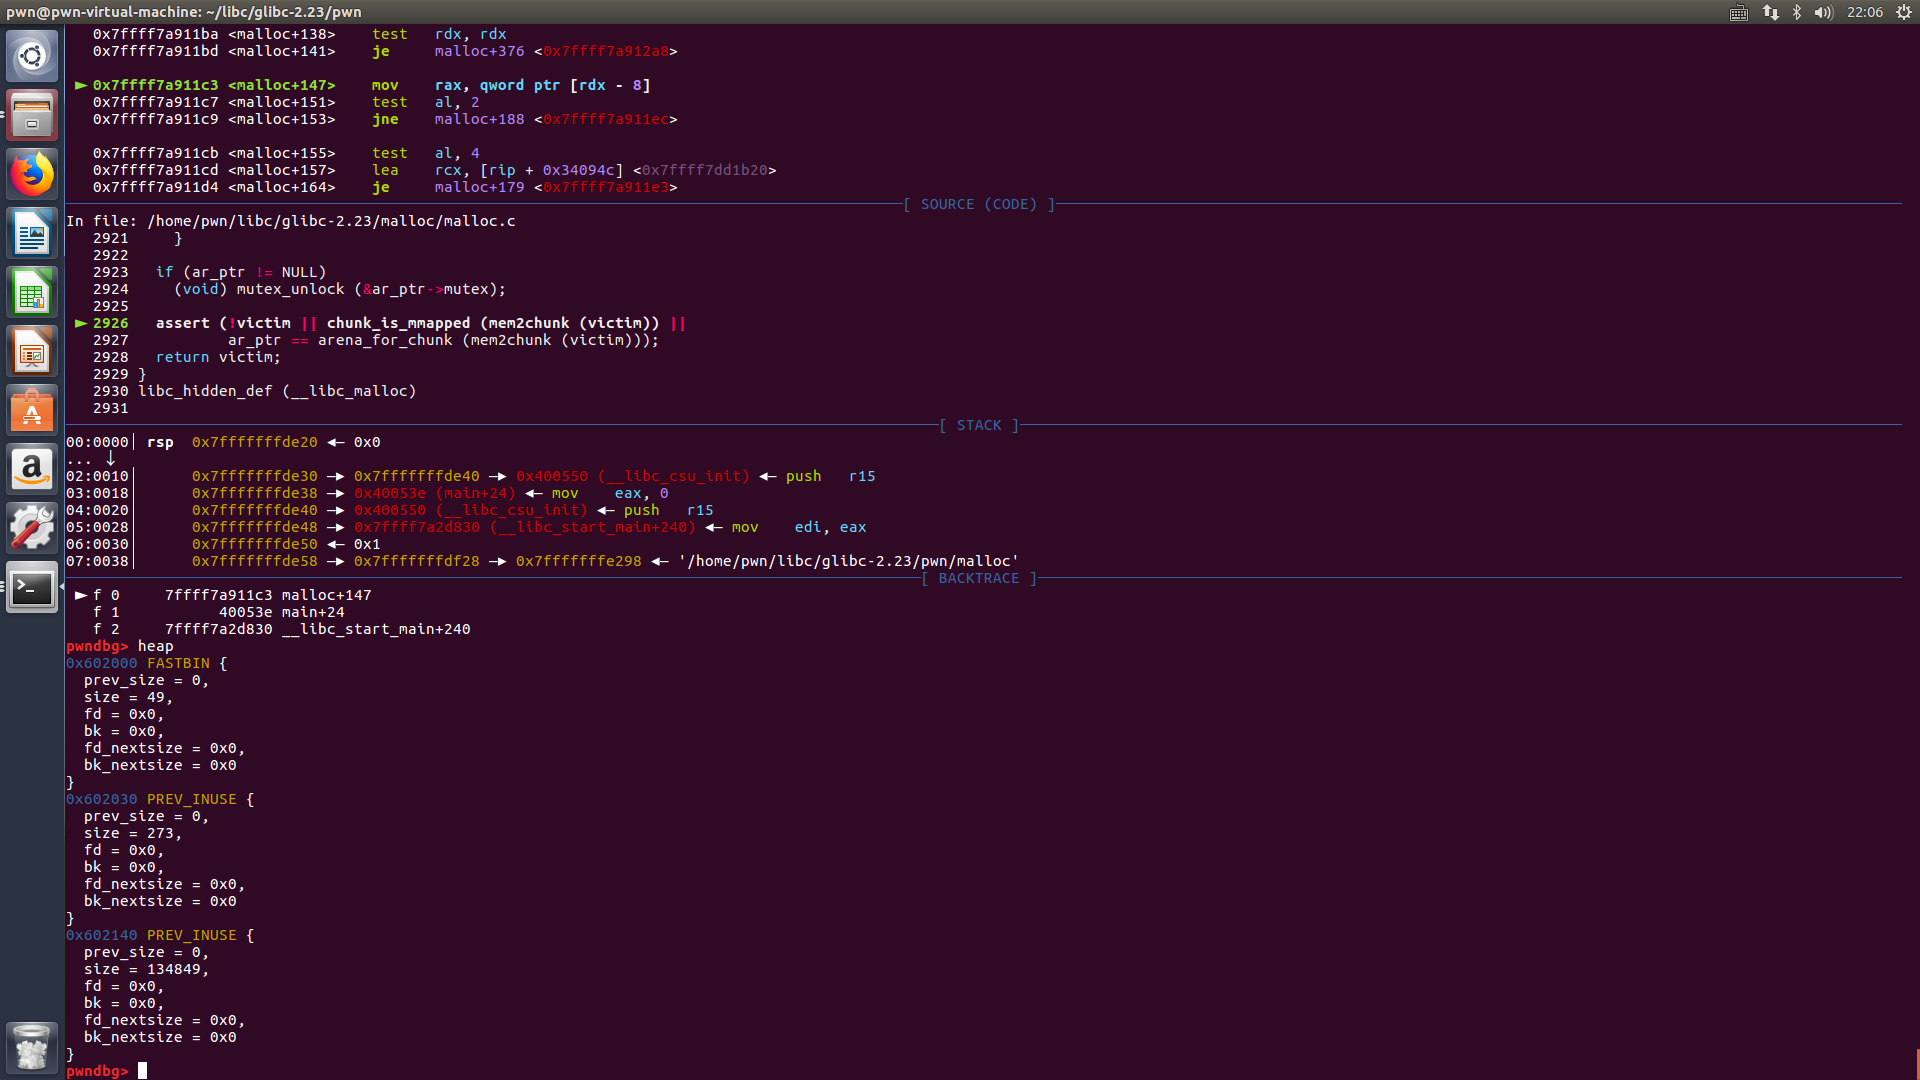 pwn@pwn-virtual-machine: ~/libc/glibc-2.23/pwn
22:06
0x7ffff7a911ba <malloc+138>    test   rdx, rdx
0x7ffff7a911bd <malloc+141>    je     malloc+376 <0x7ffff7a912a8>
► 0x7ffff7a911c3 <malloc+147>    mov    rax, qword ptr [rdx - 8]
0x7ffff7a911c7 <malloc+151>    test   al, 2
0x7ffff7a911c9 <malloc+153>    jne    malloc+188 <0x7ffff7a911ec>
0x7ffff7a911cb <malloc+155>    test   al, 4
0x7ffff7a911cd <malloc+157>    lea    rcx, [rip + 0x34094c] <0x7ffff7dd1b20>
0x7ffff7a911d4 <malloc+164>    je     malloc+179 <0x7ffff7a911e3>
[ SOURCE (CODE) ]
In file: /home/pwn/libc/glibc-2.23/malloc/malloc.c
2921     }
2922
2923   if (ar_ptr != NULL)
2924     (void) mutex_unlock (&ar_ptr->mutex);
2925
► 2926   assert (!victim || chunk_is_mmapped (mem2chunk (victim)) ||
2927           ar_ptr == arena_for_chunk (mem2chunk (victim)));
2928   return victim;
2929 }
2930 libc_hidden_def (__libc_malloc)
2931
[ STACK ]
00:0000│ rsp  0x7fffffffde20 ◄— 0x0
... ↓
02:0010│      0x7fffffffde30 —► 0x7fffffffde40 —► 0x400550 (__libc_csu_init) ◄— push   r15
03:0018│      0x7fffffffde38 —► 0x40053e (main+24) ◄— mov    eax, 0
04:0020│      0x7fffffffde40 —► 0x400550 (__libc_csu_init) ◄— push   r15
05:0028│      0x7fffffffde48 —► 0x7ffff7a2d830 (__libc_start_main+240) ◄— mov    edi, eax
06:0030│      0x7fffffffde50 ◄— 0x1
07:0038│      0x7fffffffde58 —► 0x7fffffffdf28 —► 0x7fffffffe298 ◄— '/home/pwn/libc/glibc-2.23/pwn/malloc'
[ BACKTRACE ]
► f 0     7ffff7a911c3 malloc+147
f 1           40053e main+24
f 2     7ffff7a2d830 __libc_start_main+240
pwndbg> heap
0x602000 FASTBIN {
prev_size = 0,
size = 49,
fd = 0x0,
bk = 0x0,
fd_nextsize = 0x0,
bk_nextsize = 0x0
}
0x602030 PREV_INUSE {
prev_size = 0,
size = 273,
fd = 0x0,
bk = 0x0,
fd_nextsize = 0x0,
bk_nextsize = 0x0
}
0x602140 PREV_INUSE {
prev_size = 0,
size = 134849,
fd = 0x0,
bk = 0x0,
fd_nextsize = 0x0,
bk_nextsize = 0x0
}
pwndbg>